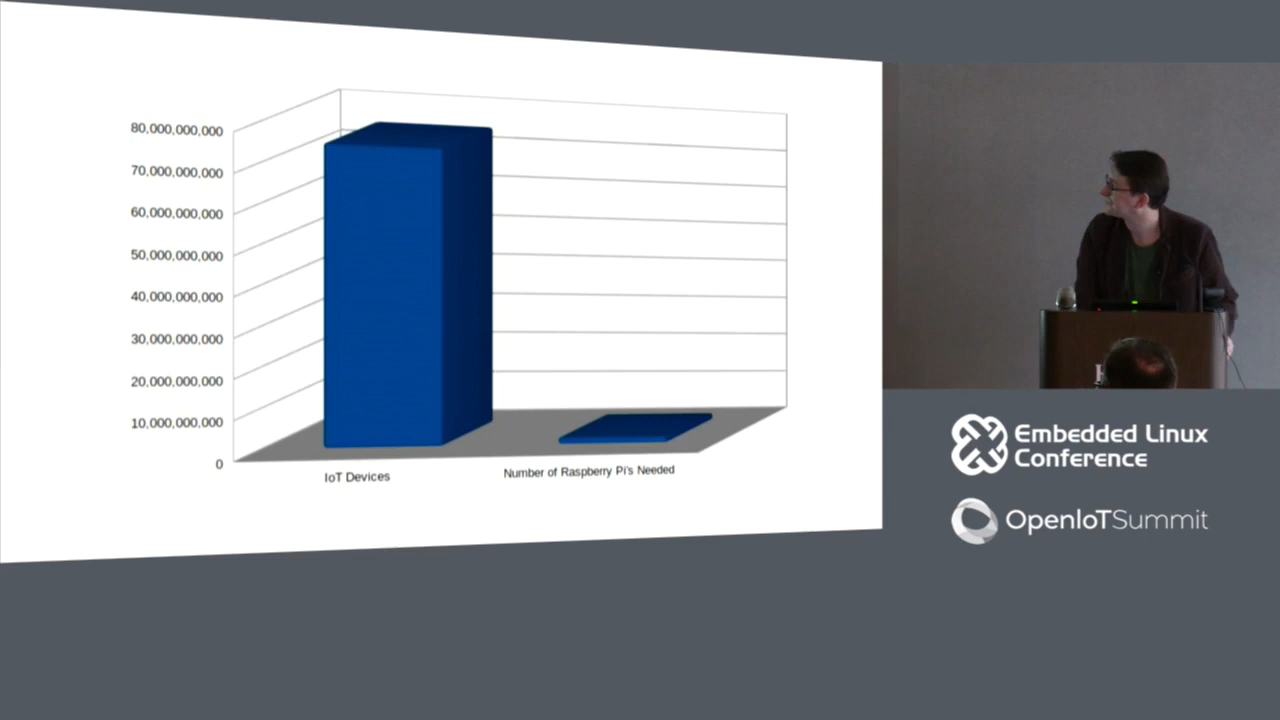 80,000,000,000
70,000,000,000
60,000,000,000
50,000,000,000
40,000,000,000
30,000,000,000
20,000,000,000
10,000,000,000
0
IoT Devices
Number of Raspberry Pi's Needed
Embedded Linux
Conference
OpenIoTSummit